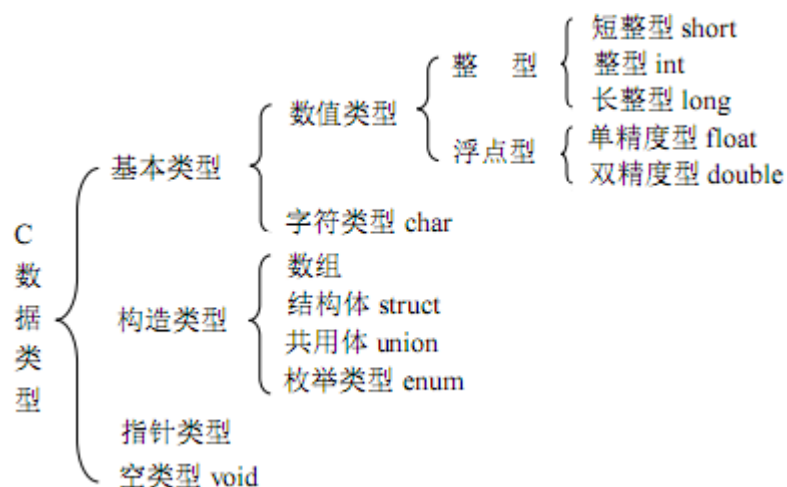 C
数
据
类
型
基本类型
数值类型
整 型
短整型 short
整型 int
长整型 long
浮点型
单精度型 float
双精度型 double
字符类型 char
构造类型
数组
结构体 struct
共用体 union
枚举类型 enum
指针类型
空类型 void